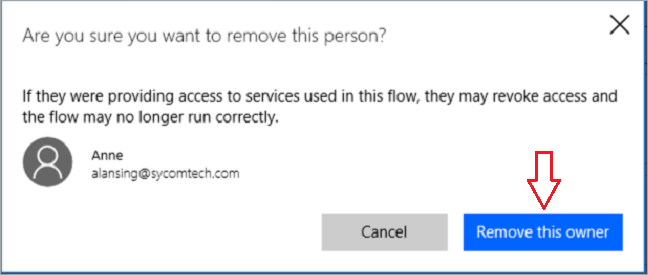 Are you sure you want to remove this person?
If they were providing access to services used in this flow, they may revoke access and
the flow may no longer run correctly.
Anne
alansing@sycomtech.com
Cancel
Remove this owner